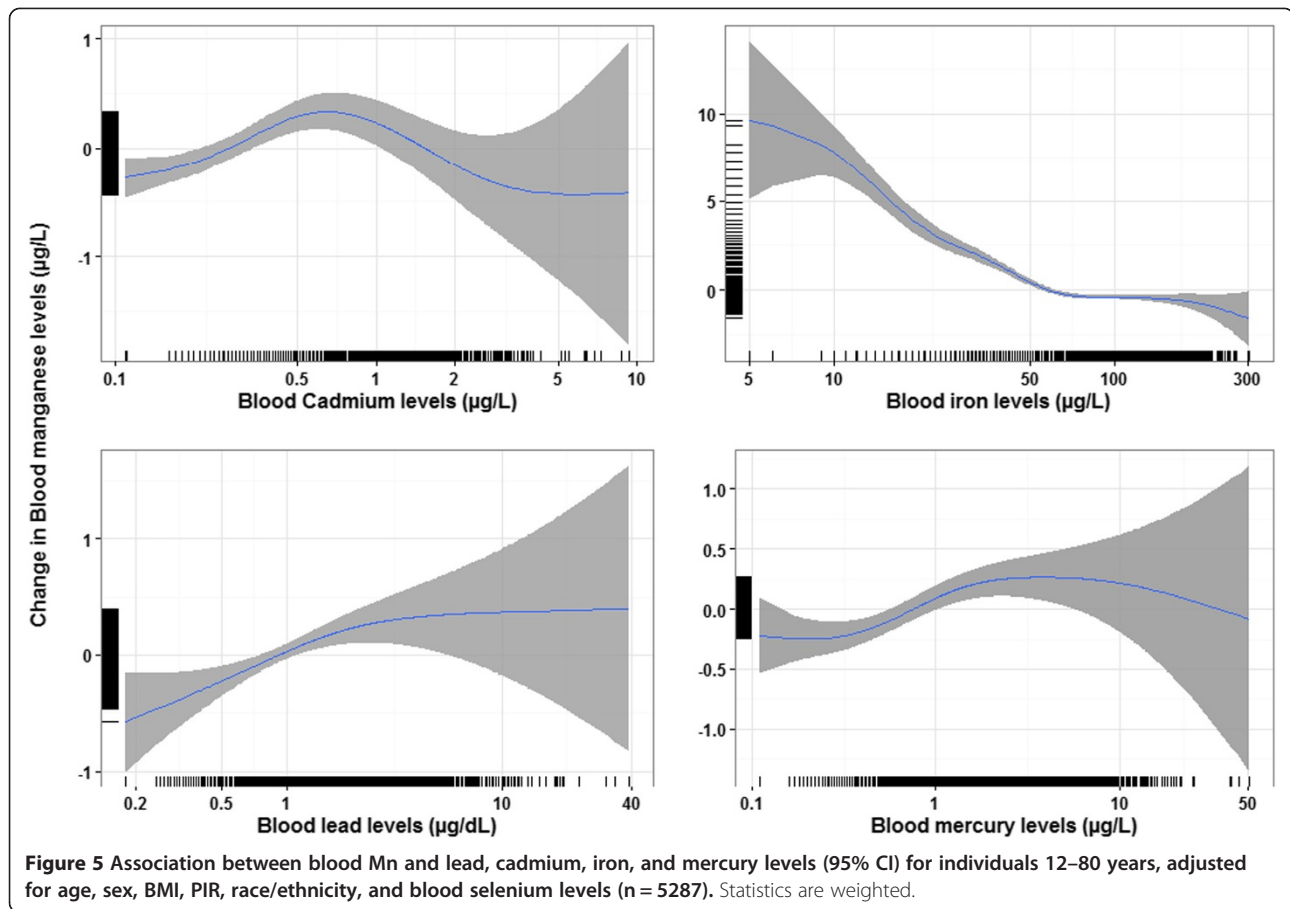 Change in Blood manganese levels (µg/L)
1
0
-1
0.1 0.5 1 2 5 10
Blood Cadmium levels (µg/L)
10
5
0
5 10 50 100 300
Blood iron levels (µg/L)
1
0
-1
0.2 0.5 1 10 40
Blood lead levels (µg/dL)
1.0
0.5
0.0
-0.5
-1.0
0.1 1 10 50
Blood mercury levels (µg/L)
Figure 5 Association between blood Mn and lead, cadmium, iron, and mercury levels (95% CI) for individuals 12–80 years, adjusted
for age, sex, BMI, PIR, race/ethnicity, and blood selenium levels (n = 5287). Statistics are weighted.